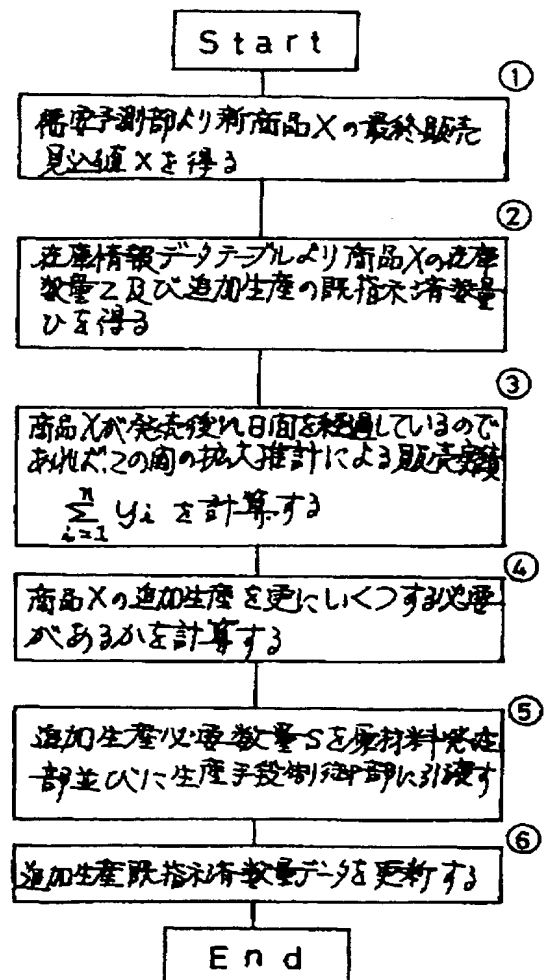 Start
①
需要予測部より新商品Xの最終販売
見込値Xを得る
②
在庫情報データテーブルより商品Xの在庫
数量Z及び追加生産の既指示済数量
を得る
③
商品Xが発売後n日間を経過しているので
あれば、この間の拡大推計による販売実績
\sum_{i=1}^{n} y_i を計算する
④
商品Xの追加生産を更にいくつする必要
があるかを計算する
⑤
追加生産必要数量Sを原材料発注
部並びに生産手段制御部に引渡す
⑥
追加生産既指示済数量データを更新する
End